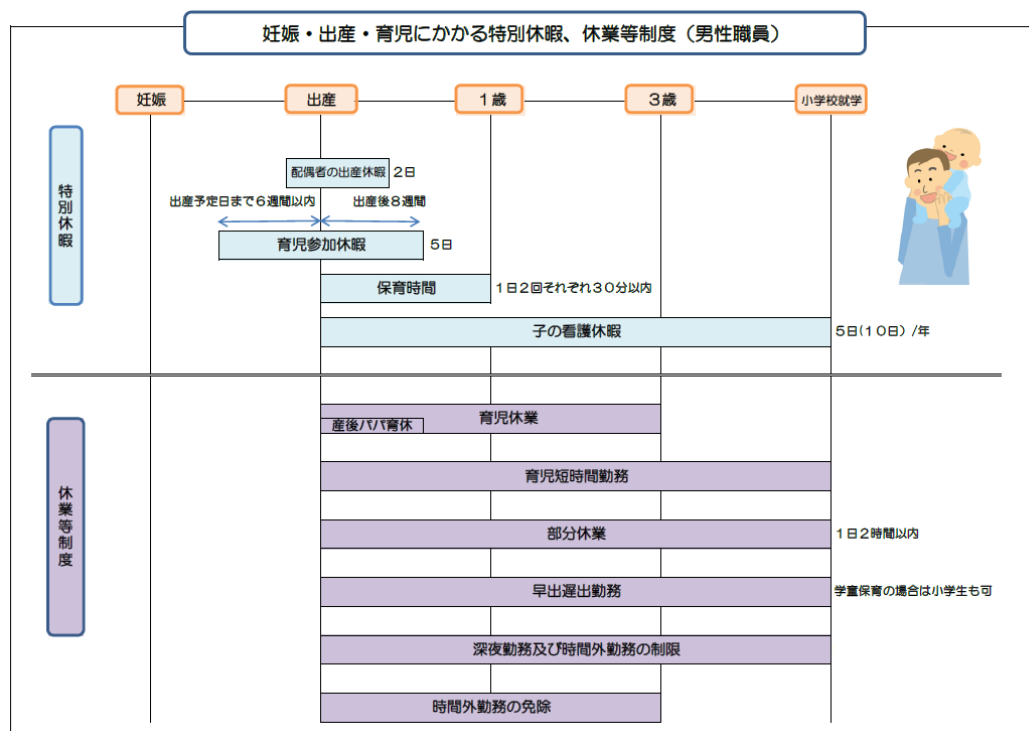 妊娠・出産・育児にかかる特別休暇、休業等制度（男性職員）
妊娠
出産
１歳
３歳
小学校就学
特別休暇
配偶者の出産休暇
２日
出産予定日まで６週間以内
出産後８週間
育児参加休暇
５日
保育時間
１日２回それぞれ３０分以内
子の看護休暇
５日(１０日）/年
休業等制度
育児休業
産後パパ育休
育児短時間勤務
部分休業
１日２時間以内
早出遅出勤務
学童保育の場合は小学生も可
深夜勤務及び時間外勤務の制限
時間外勤務の免除